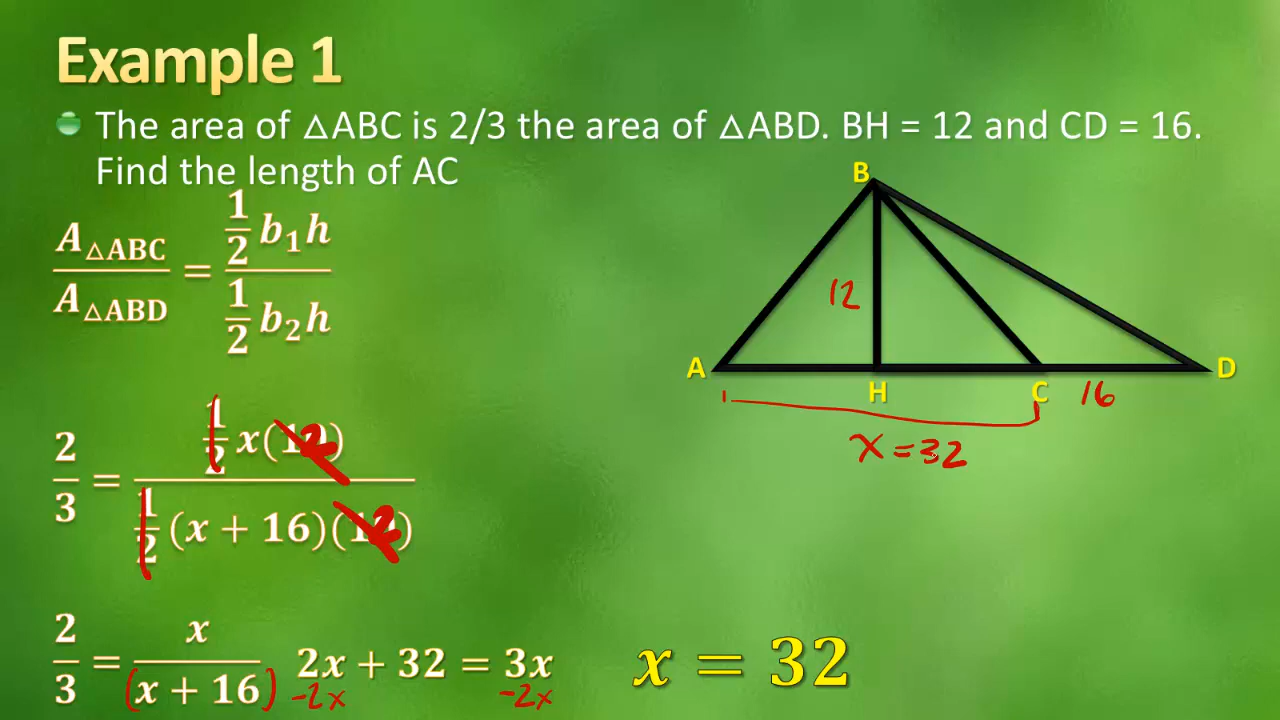 Example 1
The area of △ABC is 2/3 the area of △ABD. BH = 12 and CD = 16.
Find the length of AC
A△ABC / A△ABD = 1/2 b₁h / 1/2 b₂h
B
12
A H C D
16
x = 32
2/3 = 1/2 x(12) / 1/2 (x + 16)(12)
2/3 = x / (x + 16) 2x + 32 = 3x x = 32
-2x -2x